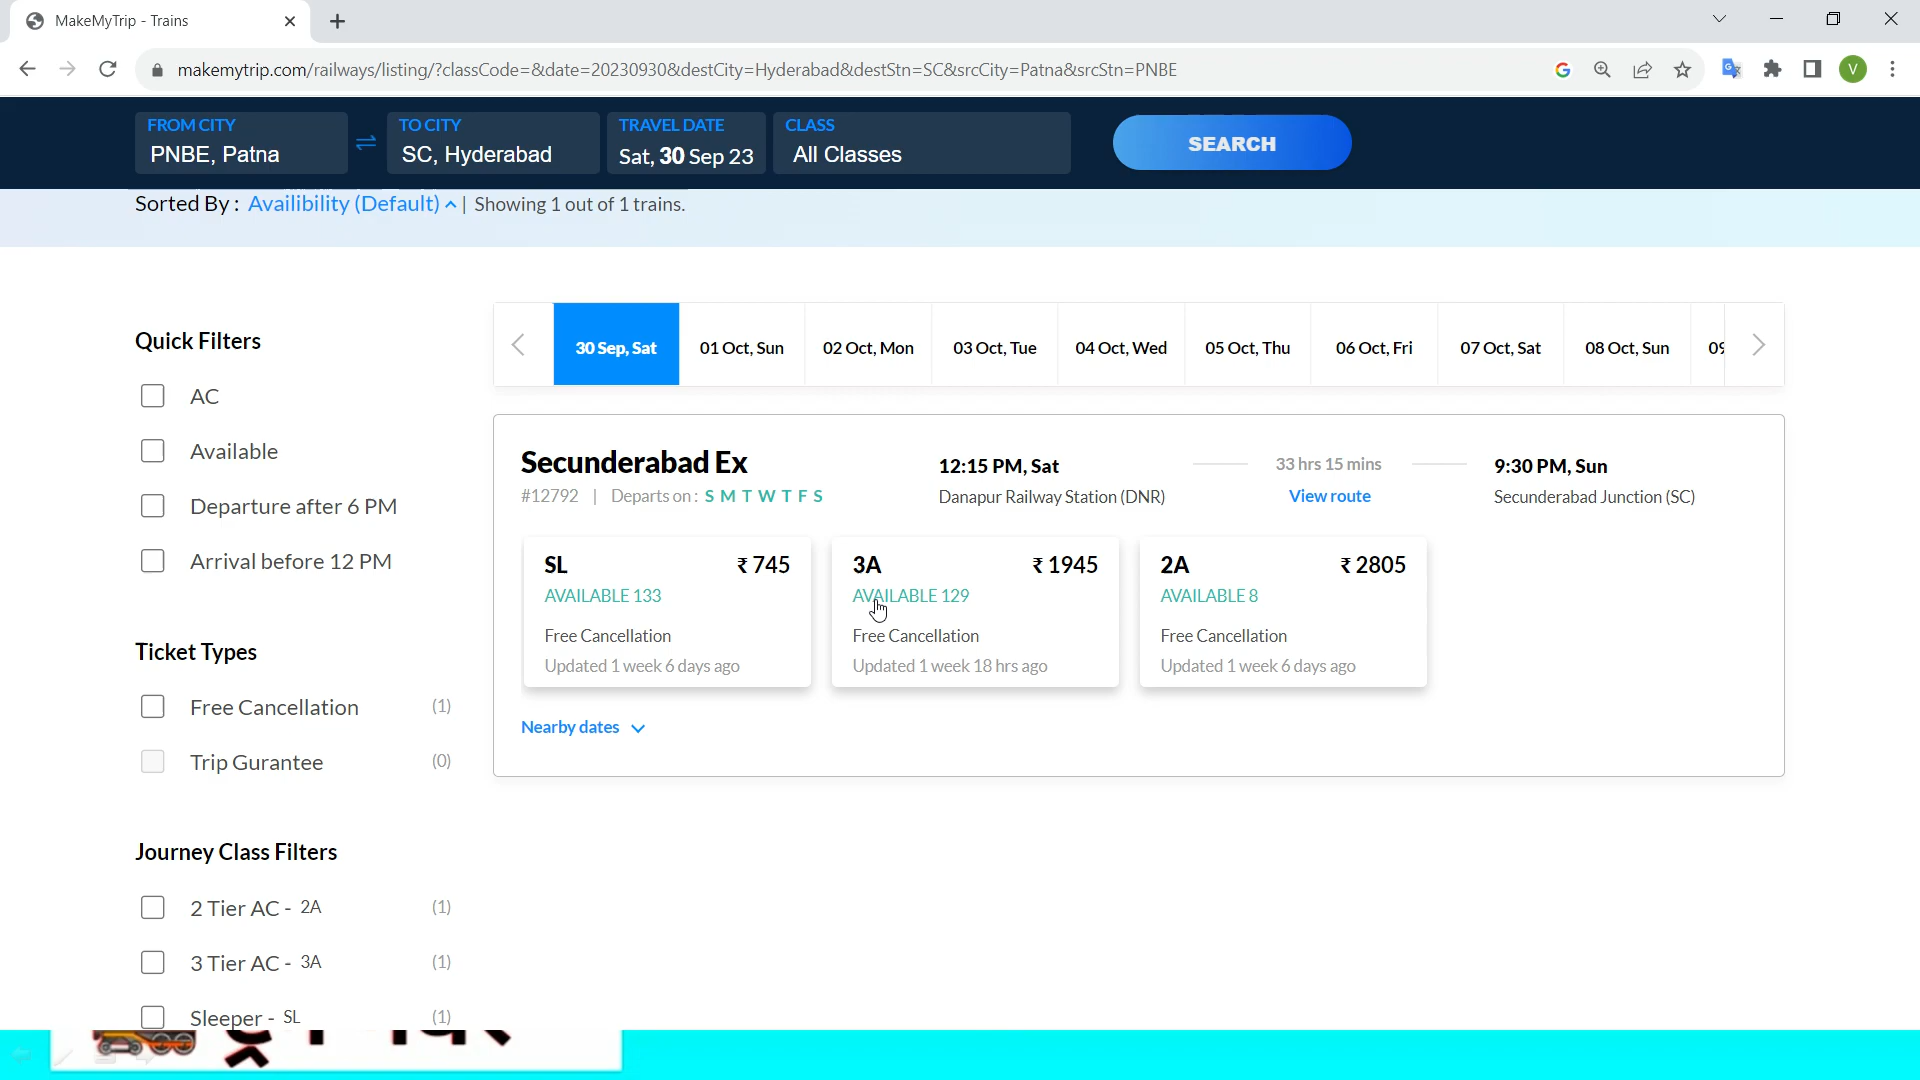 MakeMyTrip - Trains
makemytrip.com/railways/listing/?classCode=&date=20230930&destCity=Hyderabad&destStn=SC&srcCity=Patna&srcStn=PNBE
V
FROM CITY
PNBE, Patna
TO CITY
SC, Hyderabad
TRAVEL DATE
Sat, 30 Sep 23
CLASS
All Classes
SEARCH
Sorted By : Availibility (Default) | Showing 1 out of 1 trains.
Quick Filters
AC
Available
Departure after 6 PM
Arrival before 12 PM
Ticket Types
Free Cancellation (1)
Trip Gurantee (0)
Journey Class Filters
2 Tier AC - 2A (1)
3 Tier AC - 3A (1)
Sleeper - SL (1)
30 Sep, Sat
01 Oct, Sun
02 Oct, Mon
03 Oct, Tue
04 Oct, Wed
05 Oct, Thu
06 Oct, Fri
07 Oct, Sat
08 Oct, Sun
09
Secunderabad Ex
#12792 | Departs on : S M T W T F S
12:15 PM, Sat
Danapur Railway Station (DNR)
33 hrs 15 mins
View route
9:30 PM, Sun
Secunderabad Junction (SC)
SL ₹ 745
AVAILABLE 133
Free Cancellation
Updated 1 week 6 days ago
3A ₹ 1945
AVAILABLE 129
Free Cancellation
Updated 1 week 18 hrs ago
2A ₹ 2805
AVAILABLE 8
Free Cancellation
Updated 1 week 6 days ago
Nearby dates